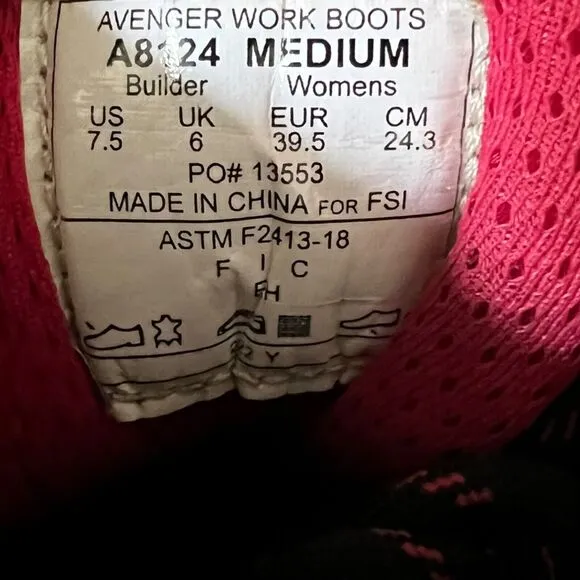 AVENGER WORK BOOTS
A8124 MEDIUM
Builder Womens
US UK EUR CM
7.5 6 39.5 24.3
PO# 13553
MADE IN CHINA FOR FSI
ASTM F2413-18
F I C
EH
Y